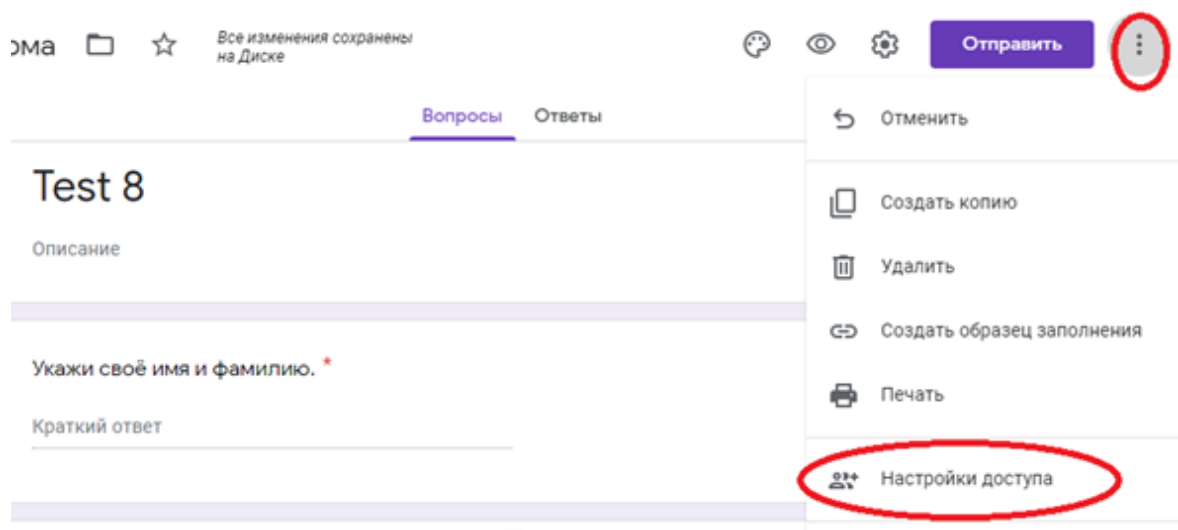 Все изменения сохранены
на Диске
Отправить
Вопросы Ответы
Отменить
Test 8
Создать копию
Описание
Удалить
Создать образец заполнения
Укажи своё имя и фамилию. *
Печать
Краткий ответ
Настройки доступа